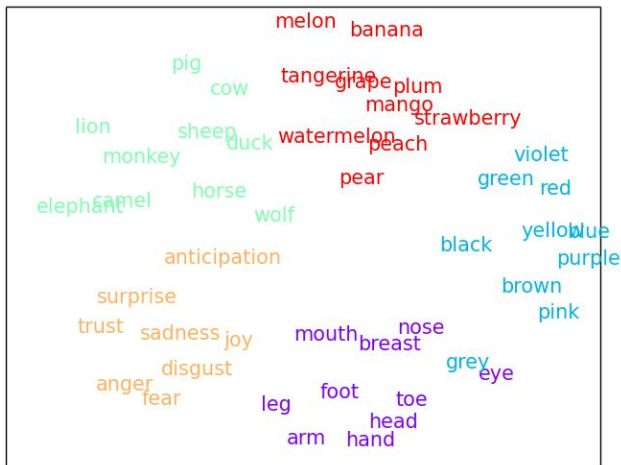 melon
banana
pig
tangerine
grape
cow
plum
mango
strawberry
lion
sheep
watermelon
duck
peach
monkey
violet
pear
green
red
horse
camel
elephant
wolf
yellow
blue
black
anticipation
purple
brown
surprise
pink
trust
sadness
mouth
nose
joy
breast
disgust
grey
eye
anger
foot
fear
toe
leg
head
arm
hand